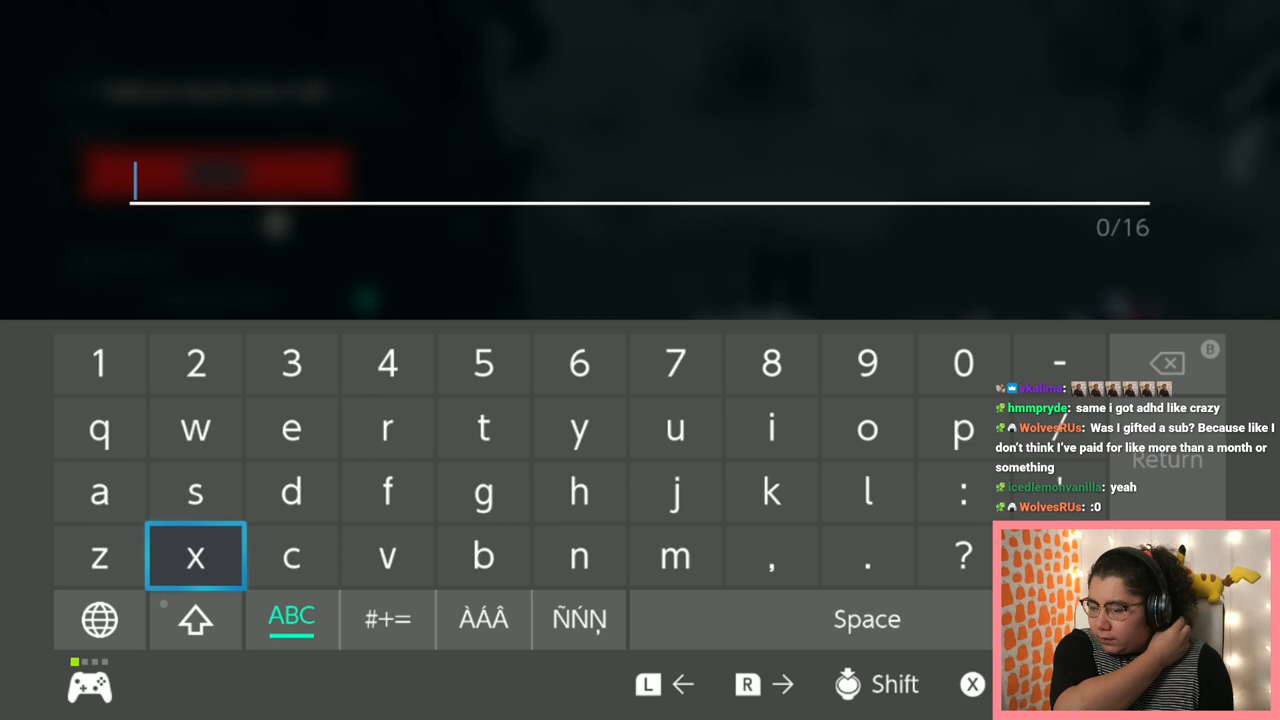 0/16
1 2 3 4 5 6 7 8 9 0 -
B
q w e r t y u i o p /
Return
a s d f g h j k l : '
z x c v b n m , . ?
ABC #+= ÀÁÂ ÑŃŅ Space
L ← R → Shift X
vkalima:
hmmpryde: same i got adhd like crazy
WolvesRUs: Was I gifted a sub? Because like I
don't think I've paid for like more than a month or
something
icedlemonvanilla: yeah
WolvesRUs: :0